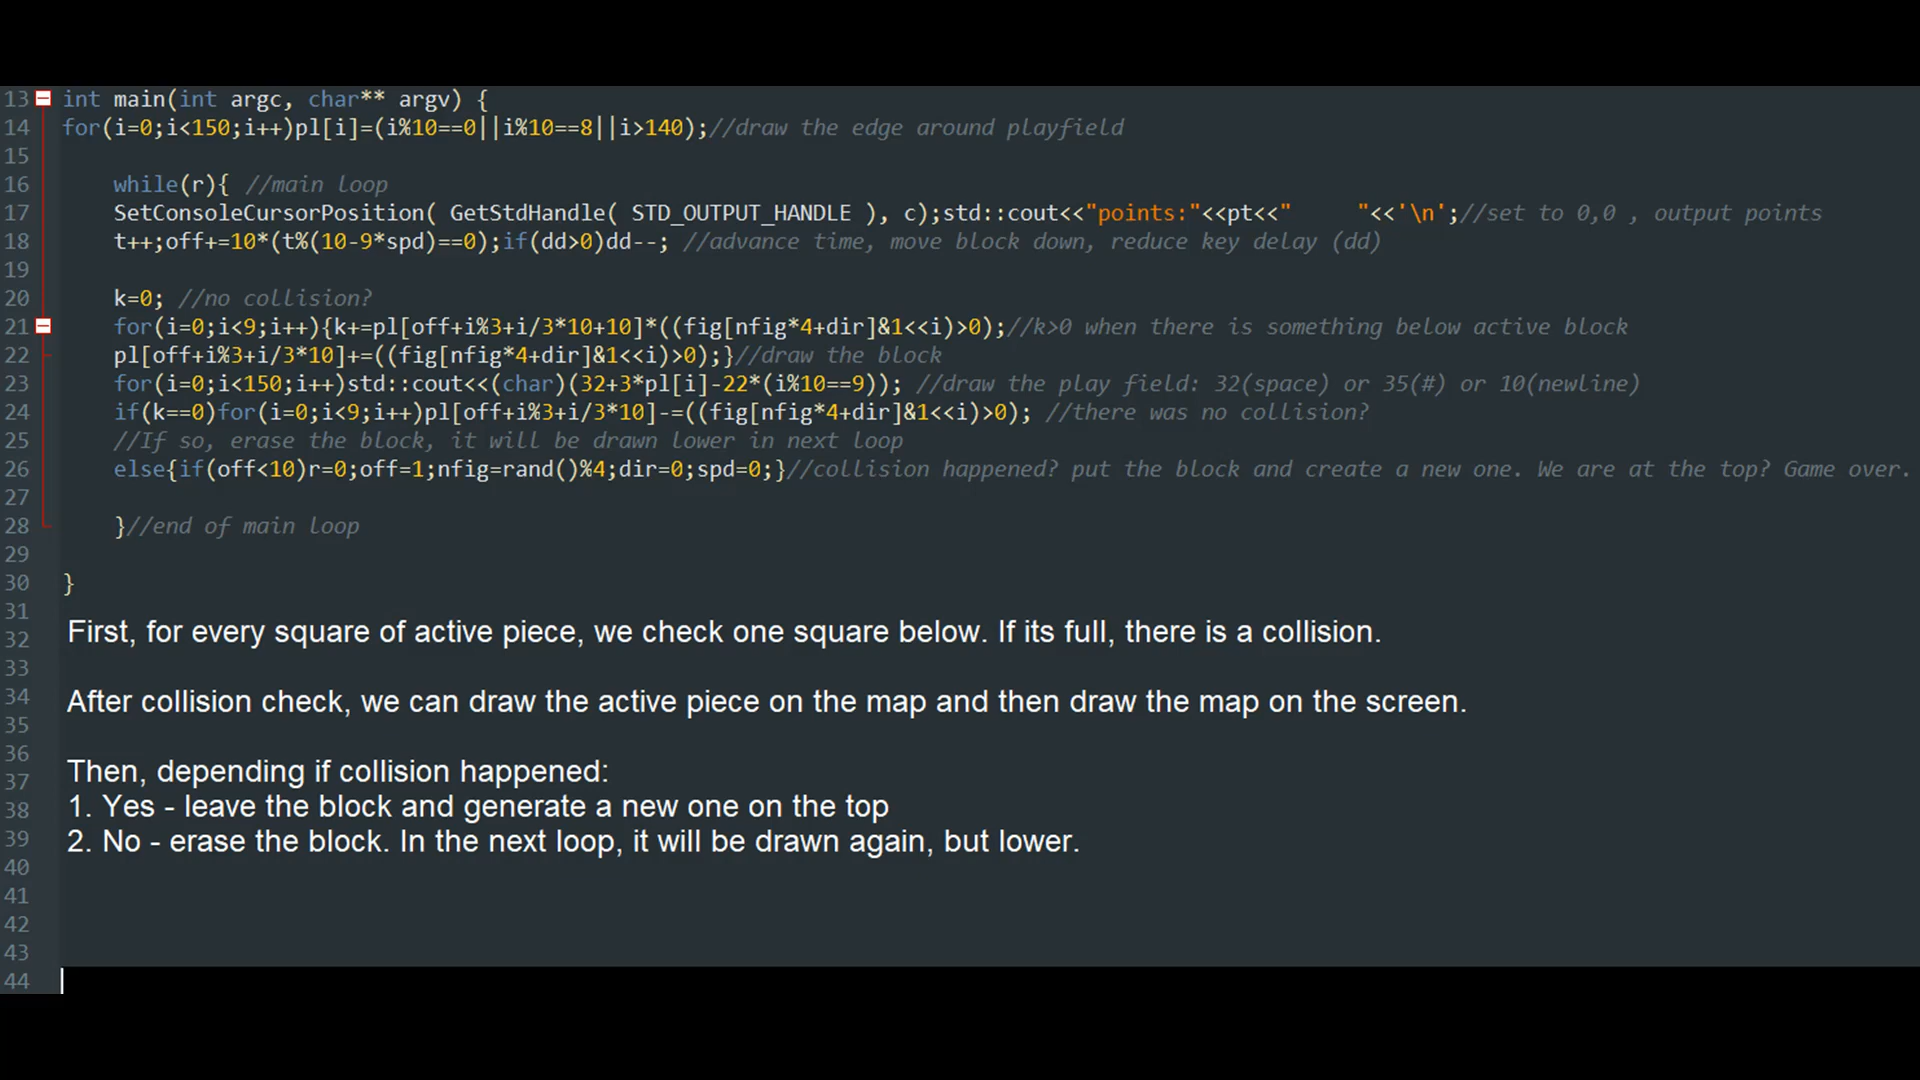 13 int main(int argc, char** argv) {
14 for(i=0;i<150;i++)pl[i]=(i%10==0||i%10==8||i>140);//draw the edge around playfield
15
16 while(r){ //main loop
17 SetConsoleCursorPosition( GetStdHandle( STD_OUTPUT_HANDLE ), c);std::cout<<"points:"<<pt<<"     "<<'\n';//set to 0,0 , output points
18 t++;off+=10*(t%(10-9*spd)==0);if(dd>0)dd--; //advance time, move block down, reduce key delay (dd)
19
20 k=0; //no collision?
21 for(i=0;i<9;i++){k+=pl[off+i%3+i/3*10+10]*((fig[nfig*4+dir]&1<<i)>0);//k>0 when there is something below active block
22 pl[off+i%3+i/3*10]+=((fig[nfig*4+dir]&1<<i)>0);}//draw the block
23 for(i=0;i<150;i++)std::cout<<(char)(32+3*pl[i]-22*(i%10==9)); //draw the play field: 32(space) or 35(#) or 10(newline)
24 if(k==0)for(i=0;i<9;i++)pl[off+i%3+i/3*10]-=((fig[nfig*4+dir]&1<<i)>0); //there was no collision?
25 //If so, erase the block, it will be drawn lower in next loop
26 else{if(off<10)r=0;off=1;nfig=rand()%4;dir=0;spd=0;}//collision happened? put the block and create a new one. We are at the top? Game over.
27
28 }//end of main loop
29
30 }
31
32 First, for every square of active piece, we check one square below. If its full, there is a collision.
33
34 After collision check, we can draw the active piece on the map and then draw the map on the screen.
35
36
37 Then, depending if collision happened:
38 1. Yes - leave the block and generate a new one on the top
39 2. No - erase the block. In the next loop, it will be drawn again, but lower.
40
41
42
43
44